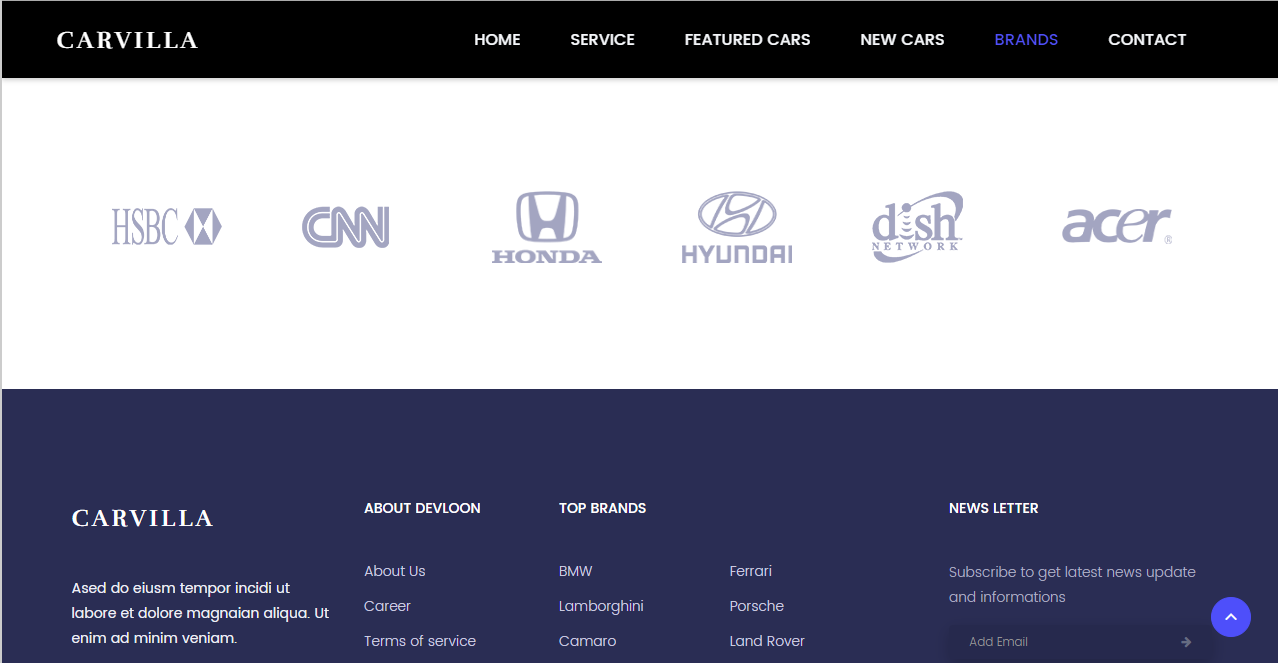 CARVILLA
HOME SERVICE FEATURED CARS NEW CARS BRANDS CONTACT
HSBC
CNN
HONDA
HYUNDAI
dish
NETWORK
acer®
CARVILLA
Ased do eiusm tempor incidi ut
labore et dolore magnaian aliqua. Ut
enim ad minim veniam.
ABOUT DEVLOON
About Us
Career
Terms of service
TOP BRANDS
BMW Ferrari
Lamborghini Porsche
Camaro Land Rover
NEWS LETTER
Subscribe to get latest news update
and informations
Add Email